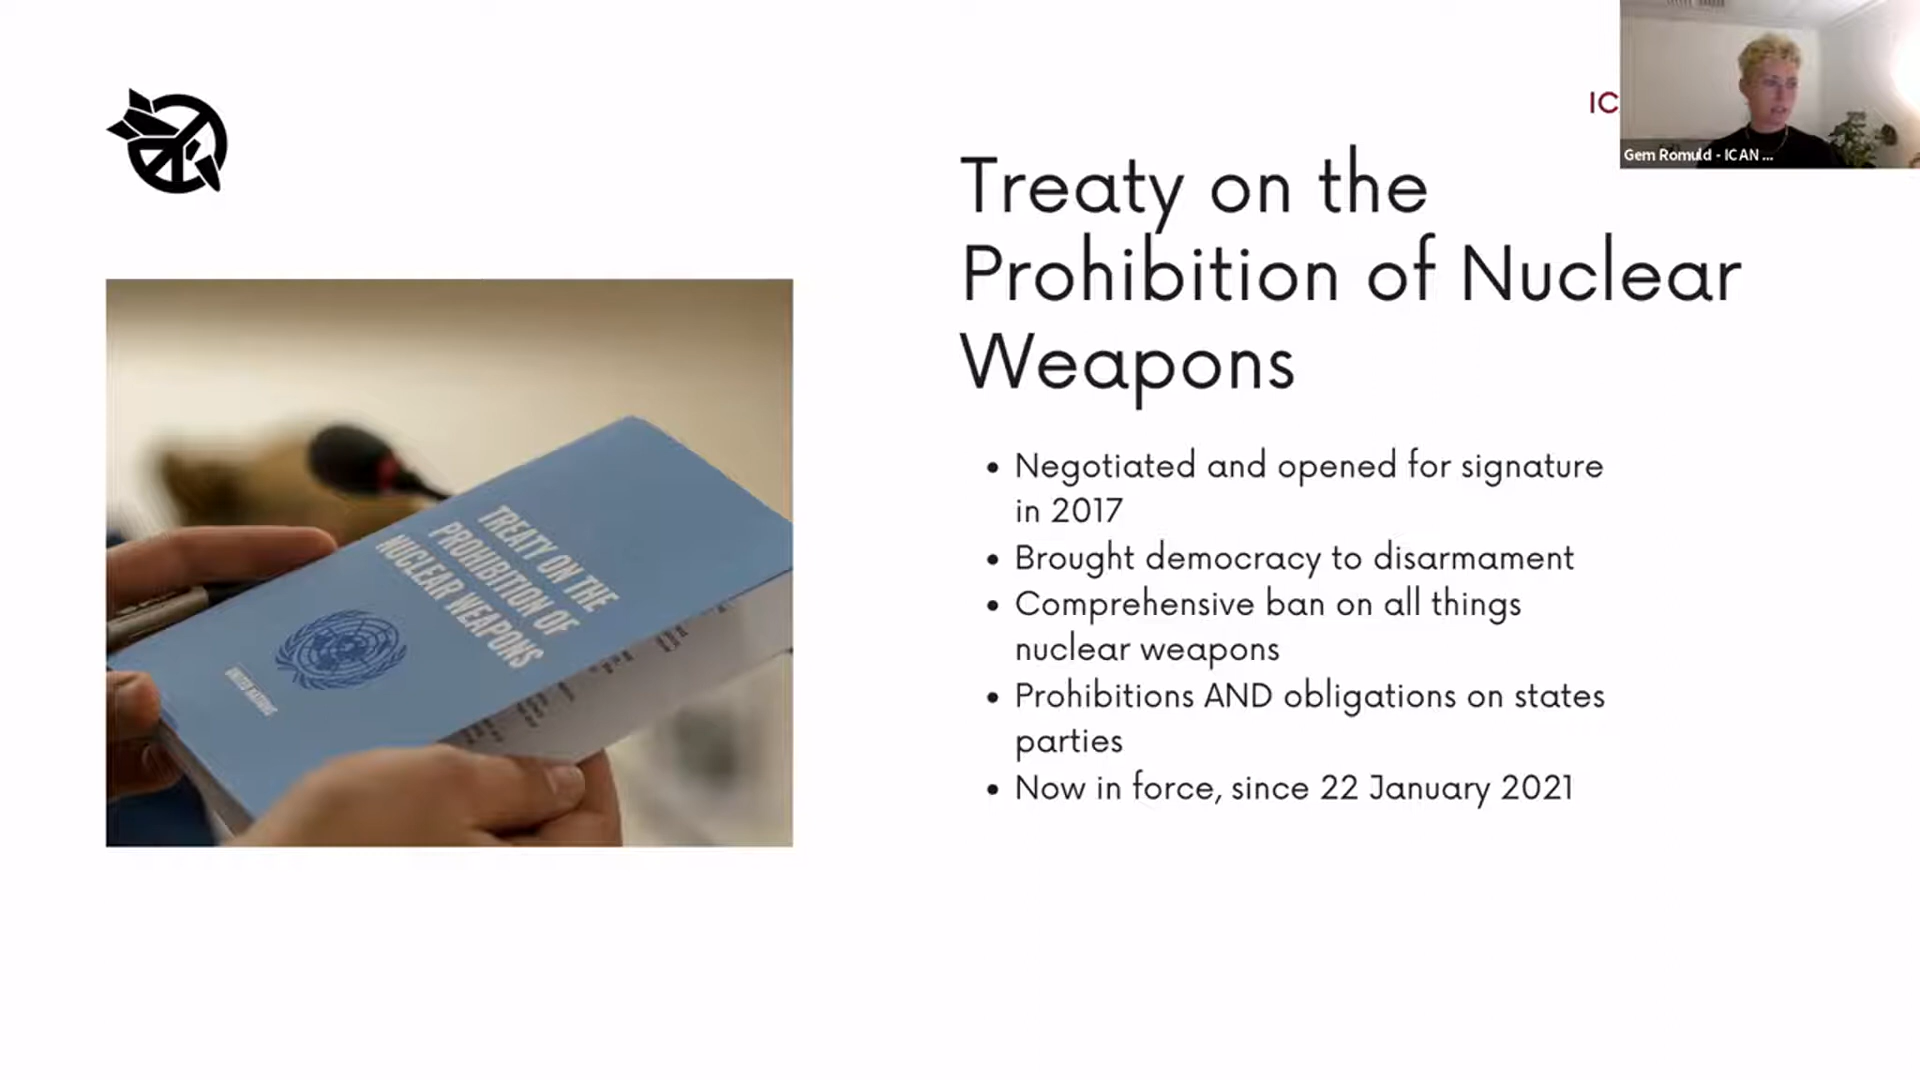 IC
Gem Romuld - ICAN ...
Treaty on the
Prohibition of Nuclear
Weapons
Negotiated and opened for signature
in 2017
Brought democracy to disarmament
Comprehensive ban on all things
nuclear weapons
Prohibitions AND obligations on states
parties
Now in force, since 22 January 2021
TREATY ON THE
PROHIBITION OF
NUCLEAR WEAPONS
UNITED NATIONS